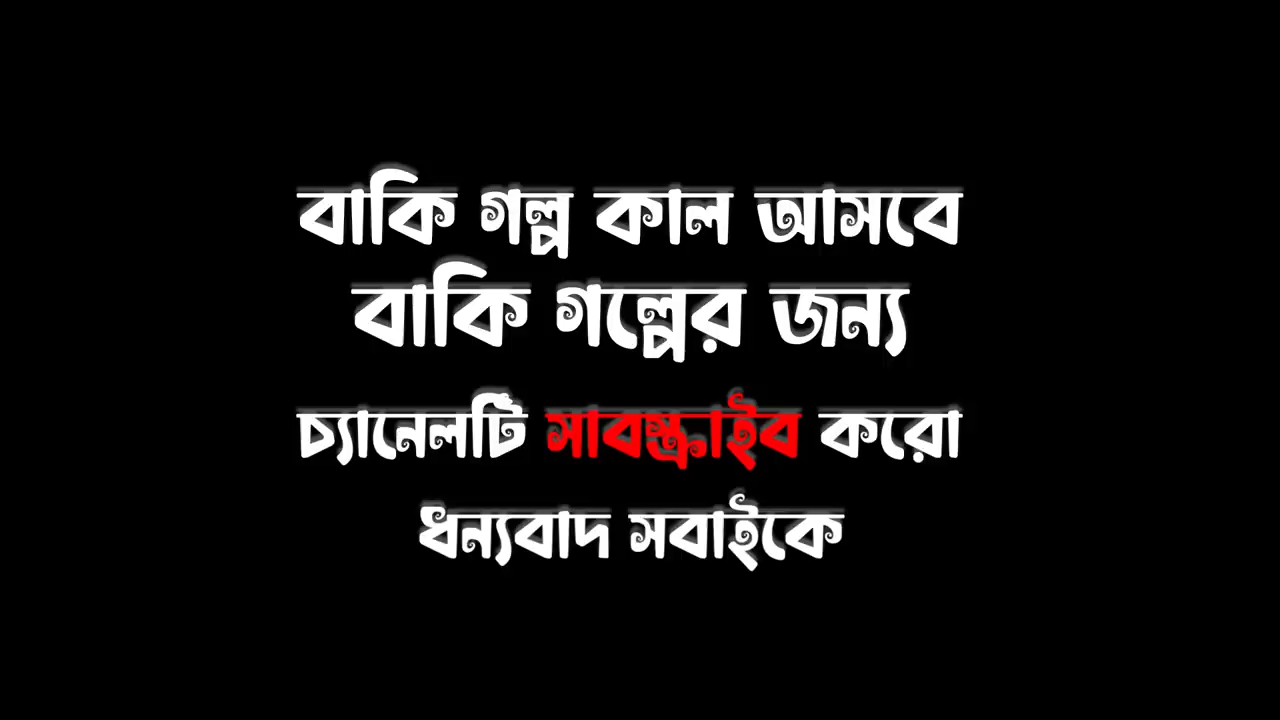 বাকি গল্প কাল আসবে
বাকি গল্পের জন্য
চ্যানেলটি সাবস্ক্রাইব করো
ধন্যবাদ সবাইকে